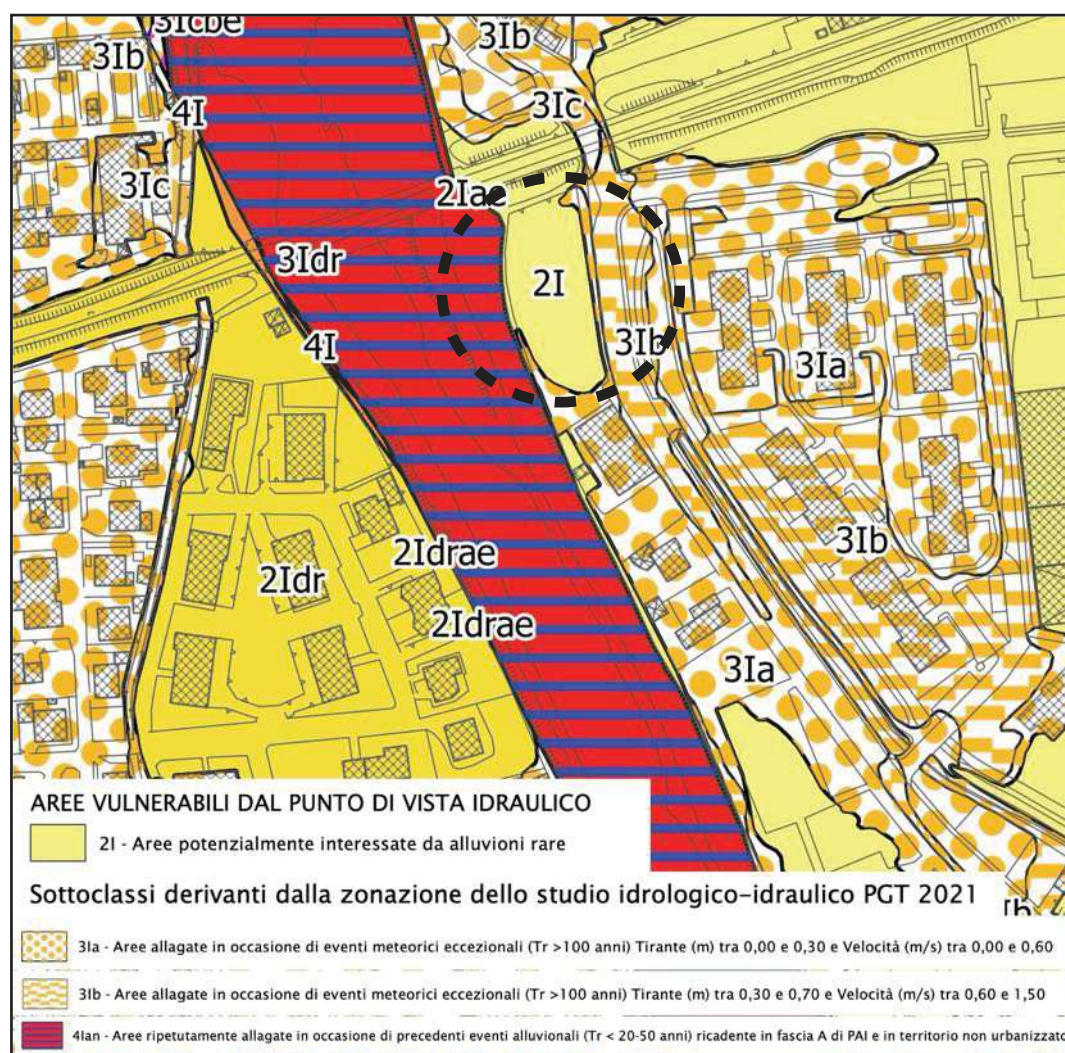 3Icbe
3Ib
3Ib
4I
3Ic
3Ic
2Iae
3Idr
2I
4I
3Ib
3Ia
2Idrae
3Ib
2Idr
2Idrae
3Ia
AREE VULNERABILI DAL PUNTO DI VISTA IDRAULICO
2I - Aree potenzialmente interessate da alluvioni rare
Sottoclassi derivanti dalla zonazione dello studio idrologico-idraulico PGT 2021
3Ia - Aree allagate in occasione di eventi meteorici eccezionali (Tr >100 anni) Tirante (m) tra 0,00 e 0,30 e Velocità (m/s) tra 0,00 e 0,60
3Ib - Aree allagate in occasione di eventi meteorici eccezionali (Tr >100 anni) Tirante (m) tra 0,30 e 0,70 e Velocità (m/s) tra 0,60 e 1,50
4Ian - Aree ripetutamente allagate in occasione di precedenti eventi alluvionali (Tr < 20-50 anni) ricadente in fascia A di PAI e in territorio non urbanizzato